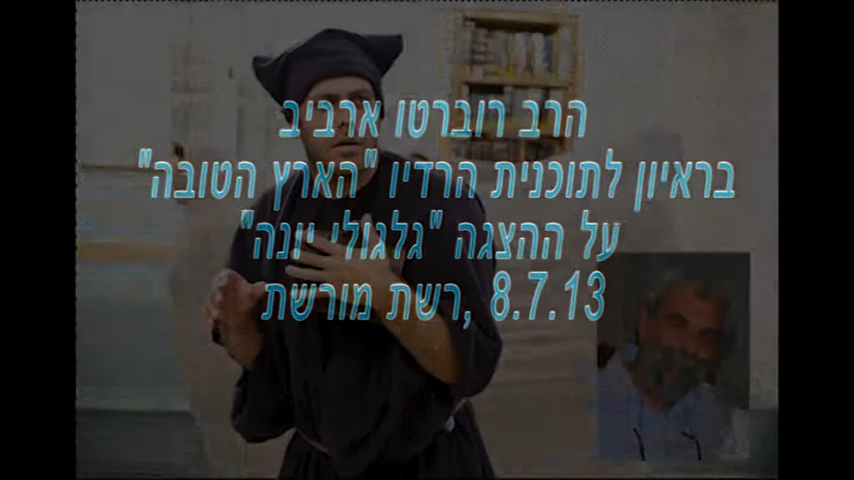 הרב רוברטו ארביב
בראיון לתוכנית הרדיו "הארץ הטובה"
על ההצגה "גלגולי יונה"
רשת מורשת, 8.7.13